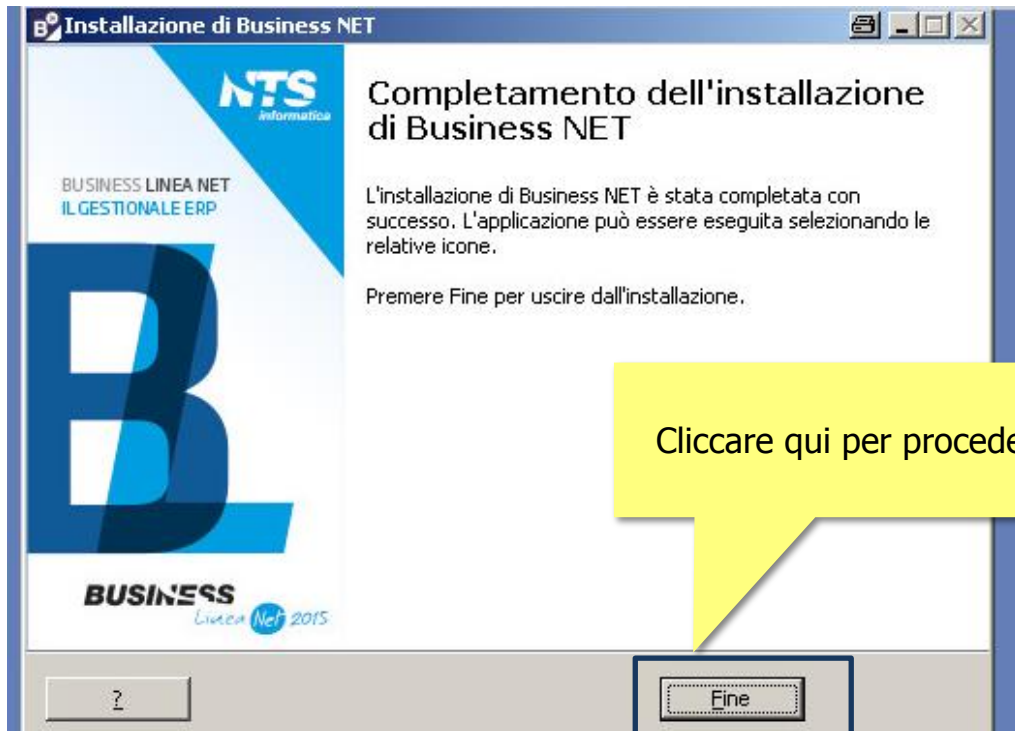 Installazione di Business NET
NTS
informatica
Completamento dell'installazione
di Business NET
BUSINESS LINEA NET
IL GESTIONALE ERP
L'installazione di Business NET è stata completata con
successo. L'applicazione può essere eseguita selezionando le
relative icone.
Premere Fine per uscire dall'installazione.
Cliccare qui per procede
BL
BUSINESS
Linea Net 2015
?
Fine